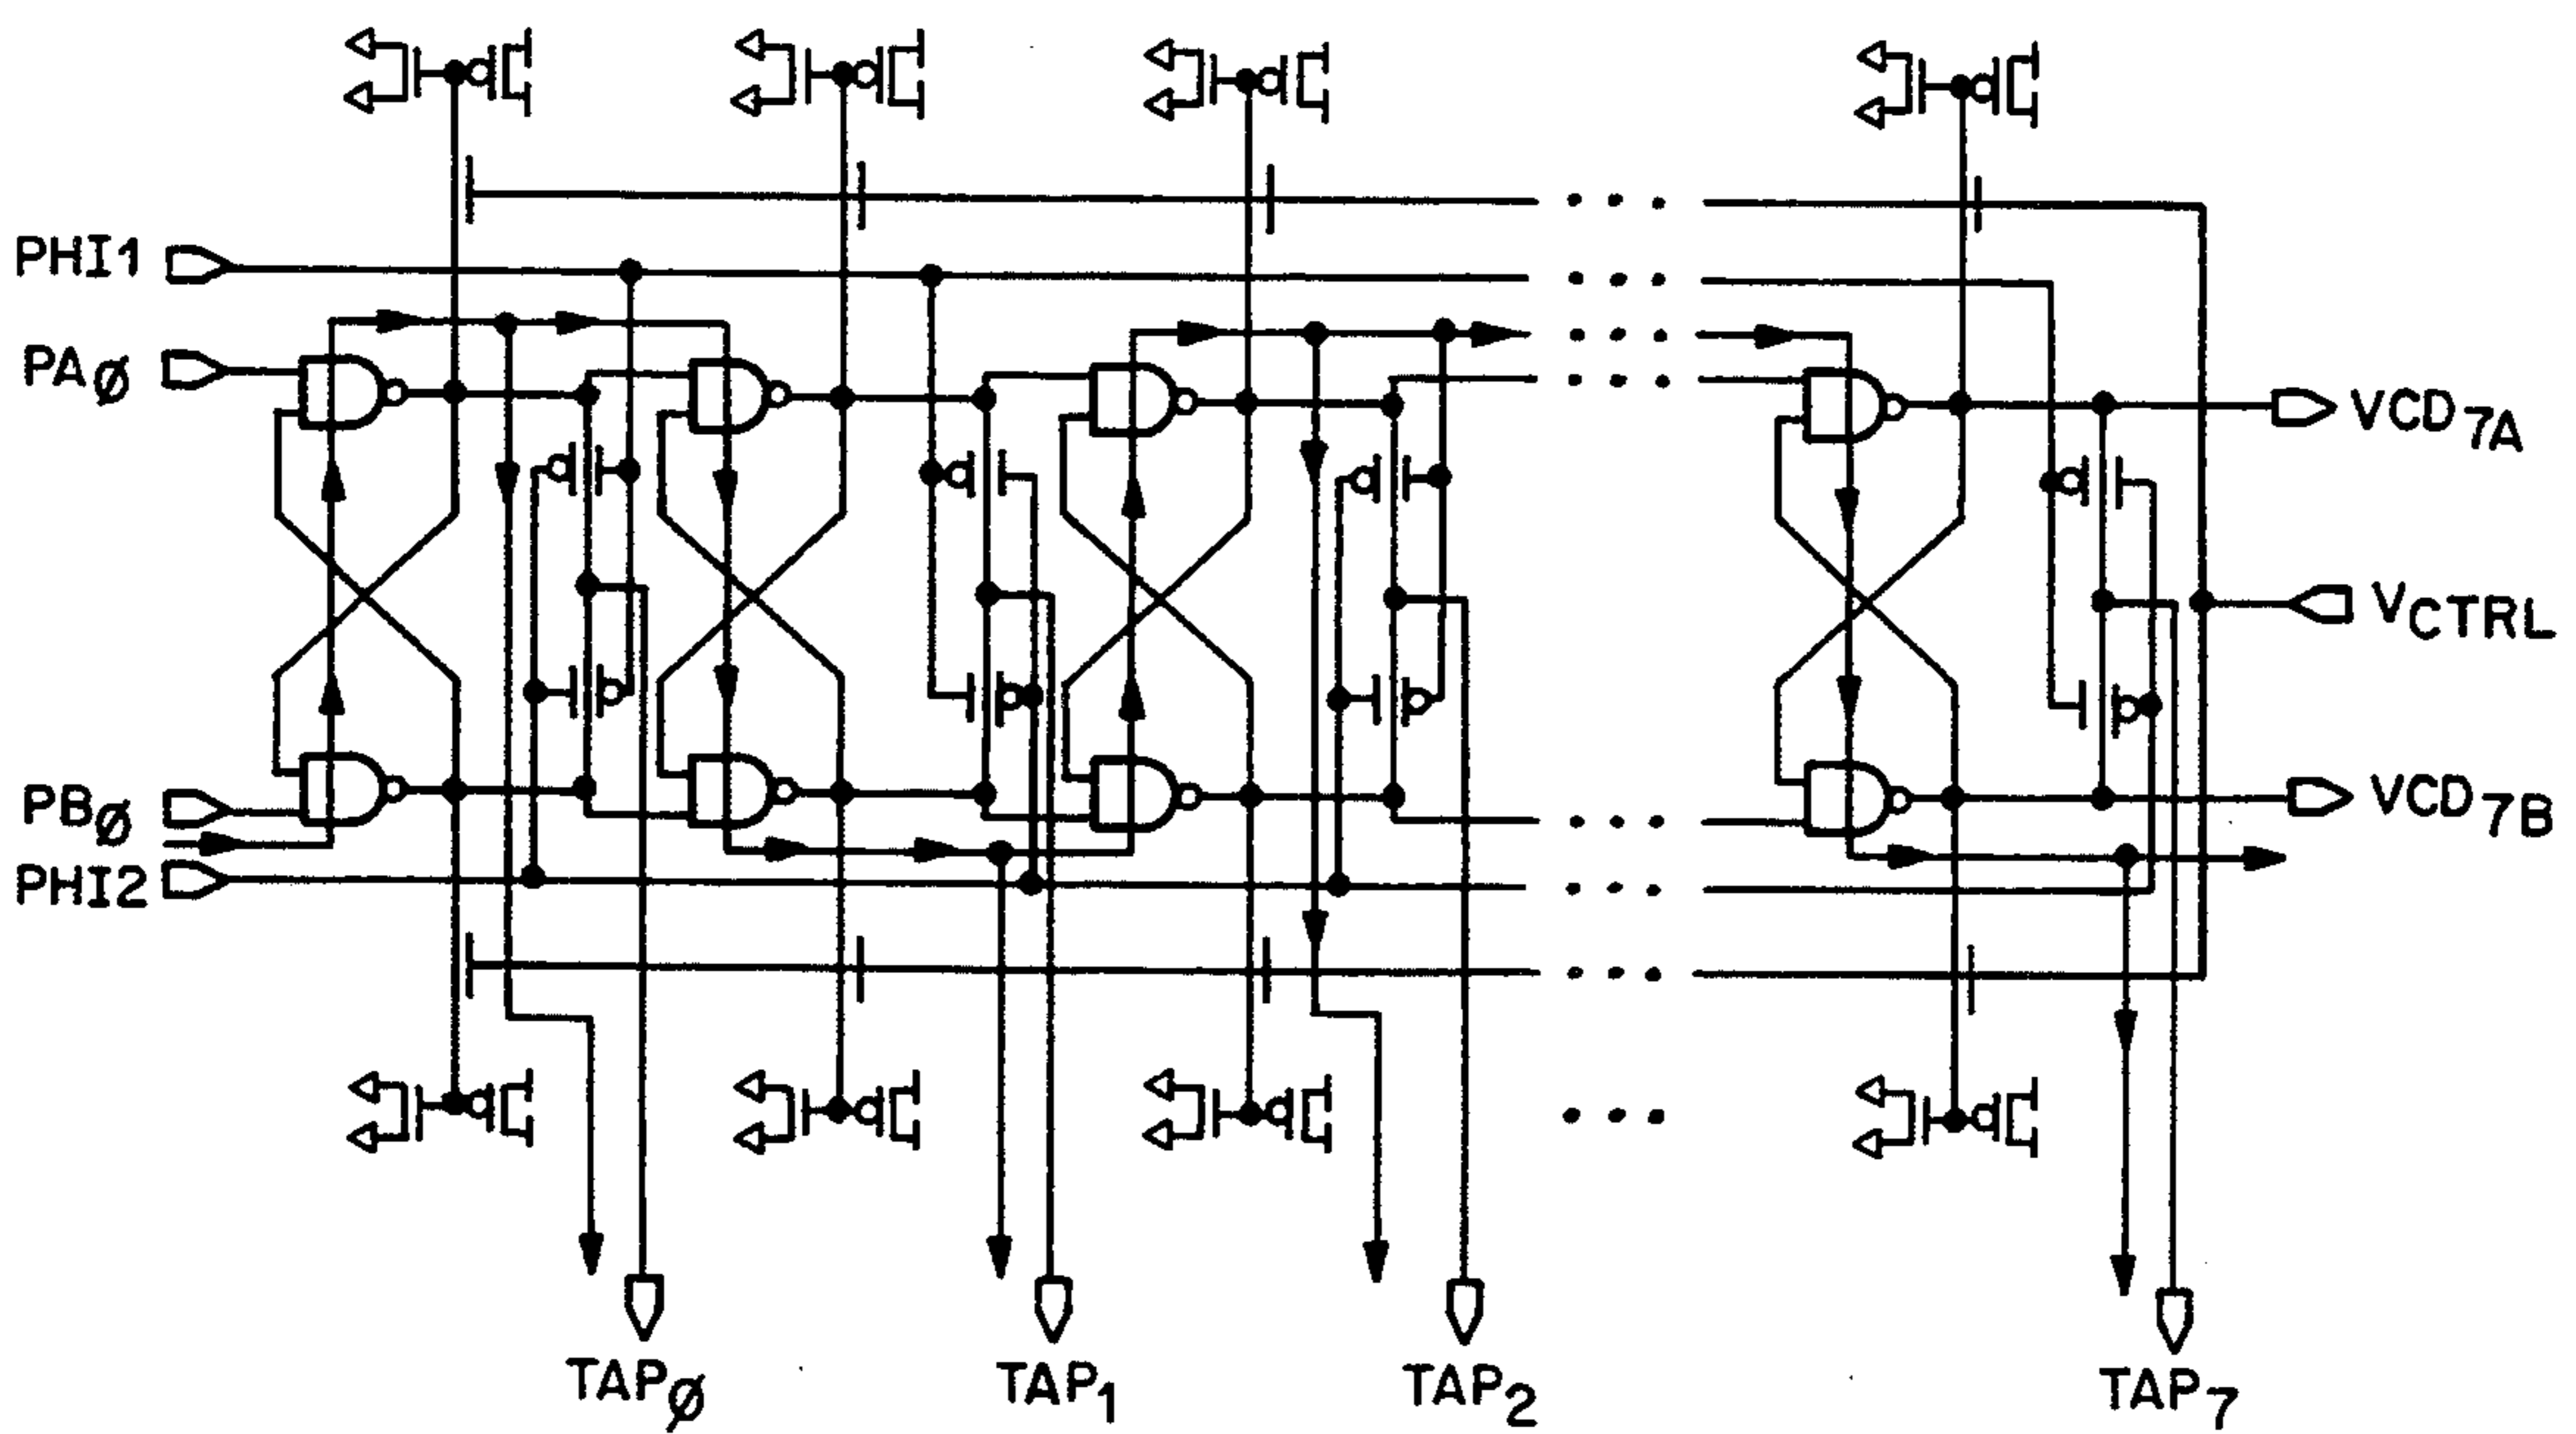 PHI1
PAØ
VCD7A
VCTRL
PBØ
VCD7B
PHI2
TAPØ
TAP1
TAP2
TAP7